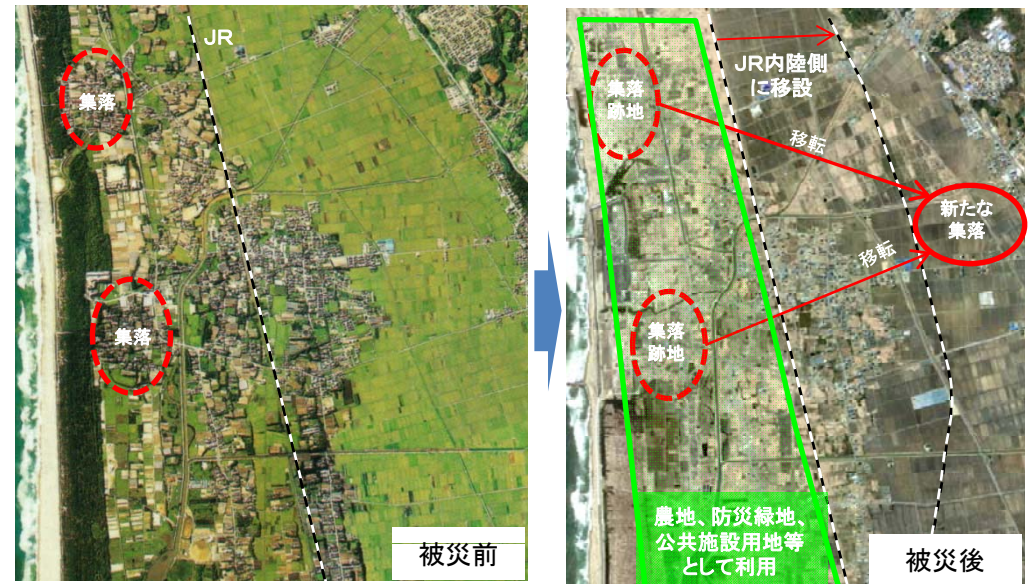 JR
集落
集落
被災前
JR内陸側
に移設
集落
跡地
移転
新たな
集落
移転
集落
跡地
農地、防災緑地、
公共施設用地等
として利用
被災後